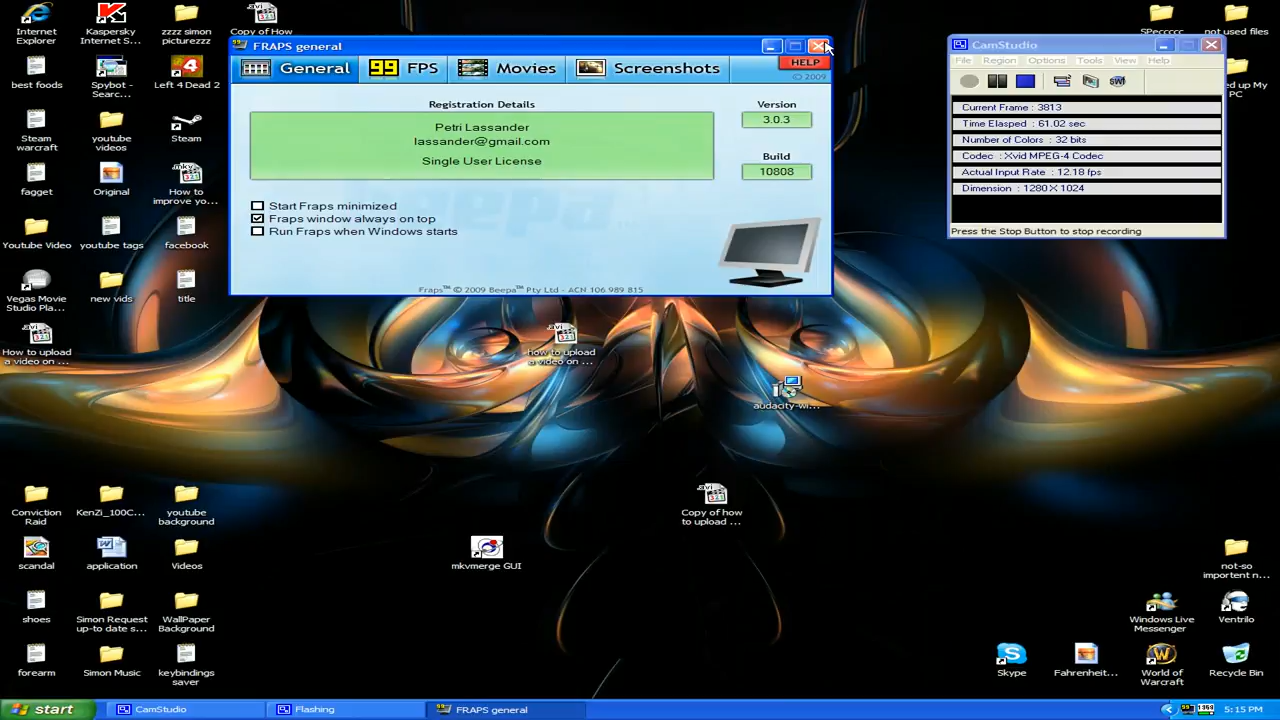 Internet
Explorer
Kaspersky
Internet S...
zzzz simon
picturezzz
Copy of How
SPeccccc
not used files
best foods
Spybot -
Searc...
Left 4 Dead 2
ed up My
PC
Steam
warcraft
youtube
videos
Steam
fagget
Original
How to
improve yo...
Youtube Video
youtube tags
facebook
Vegas Movie
Studio Pla...
new vids
title
How to upload
a video on ...
how to upload
a video on ...
audacity-wi...
Conviction
Raid
KenZi_100C...
youtube
background
Copy of how
to upload ...
scandal
application
Videos
mkvmerge GUI
not-so
importent n...
shoes
Simon Request
up-to date s...
WallPaper
Background
Windows Live
Messenger
Ventrilo
forearm
Simon Music
keybindings
saver
Skype
Fahrenheit...
World of
Warcraft
Recycle Bin
FRAPS general
General
99 FPS
Movies
Screenshots
HELP
© 2009
Registration Details
Petri Lassander
lassander@gmail.com
Single User License
Version
3.0.3
Build
10808
Start Fraps minimized
Fraps window always on top
Run Fraps when Windows starts
Fraps™ © 2009 Beepa™ Pty Ltd - ACN 106 989 815
CamStudio
File Region Options Tools View Help
Current Frame : 3813
Time Elasped : 61.02 sec
Number of Colors : 32 bits
Codec : Xvid MPEG-4 Codec
Actual Input Rate : 12.18 fps
Dimension : 1280 X 1024
Press the Stop Button to stop recording
start
CamStudio
Flashing
FRAPS general
5:15 PM